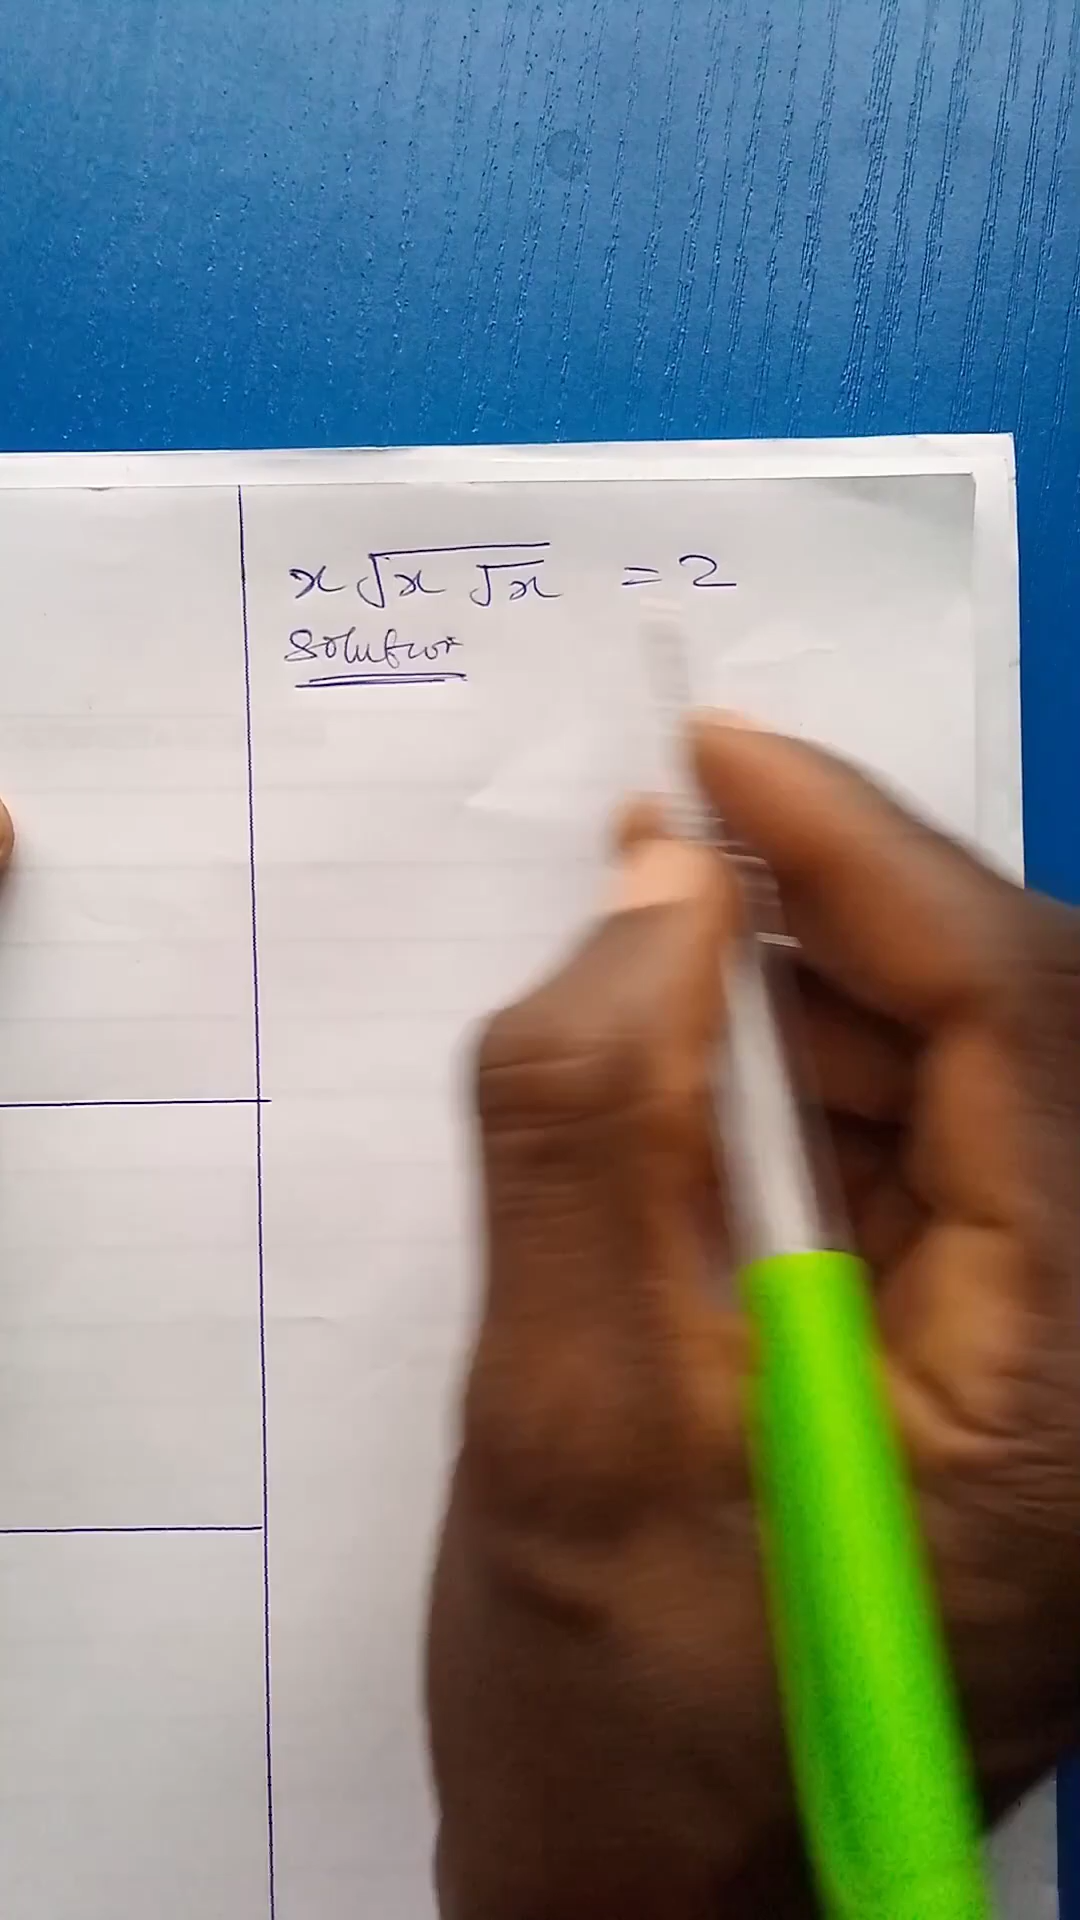 x√(x√x) = 2
Solution